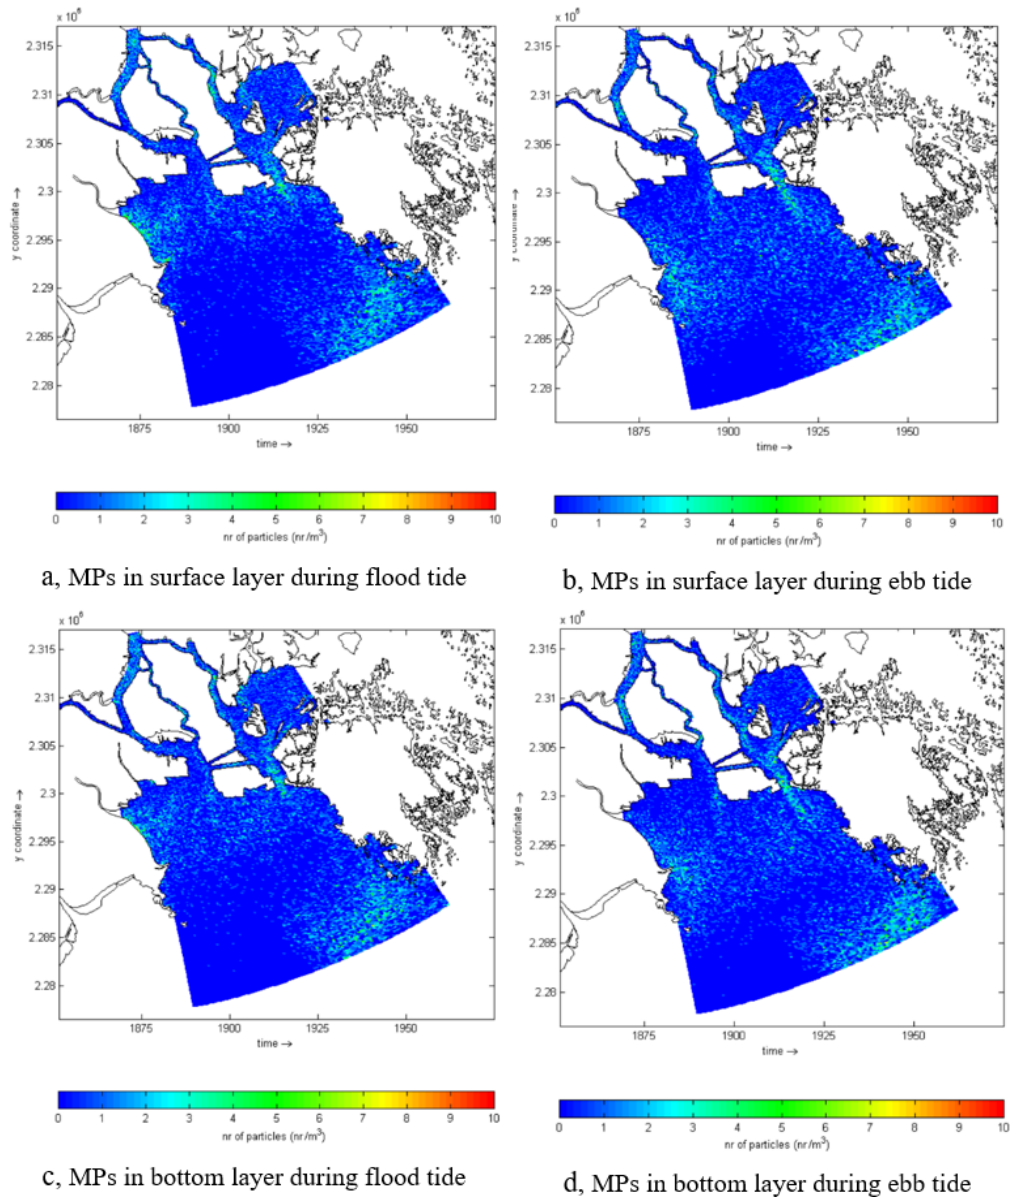 x 10⁶
2.315
2.31
2.305
2.3
2.295
2.29
2.285
2.28
y coordinate →
1875 1900 1925 1950
time →
0 1 2 3 4 5 6 7 8 9 10
nr of particles (nr/m³)
a, MPs in surface layer during flood tide
x 10⁶
2.315
2.31
2.305
2.3
2.295
2.29
2.285
2.28
y coordinate →
1875 1900 1925 1950
time →
0 1 2 3 4 5 6 7 8 9 10
nr of particles (nr/m³)
b, MPs in surface layer during ebb tide
x 10⁶
2.315
2.31
2.305
2.3
2.295
2.29
2.285
2.28
y coordinate →
1875 1900 1925 1950
time →
0 1 2 3 4 5 6 7 8 9 10
nr of particles (nr/m³)
c, MPs in bottom layer during flood tide
x 10⁶
2.315
2.31
2.305
2.3
2.295
2.29
2.285
2.28
y coordinate →
1875 1900 1925 1950
time →
0 1 2 3 4 5 6 7 8 9 10
nr of particles (nr/m³)
d, MPs in bottom layer during ebb tide